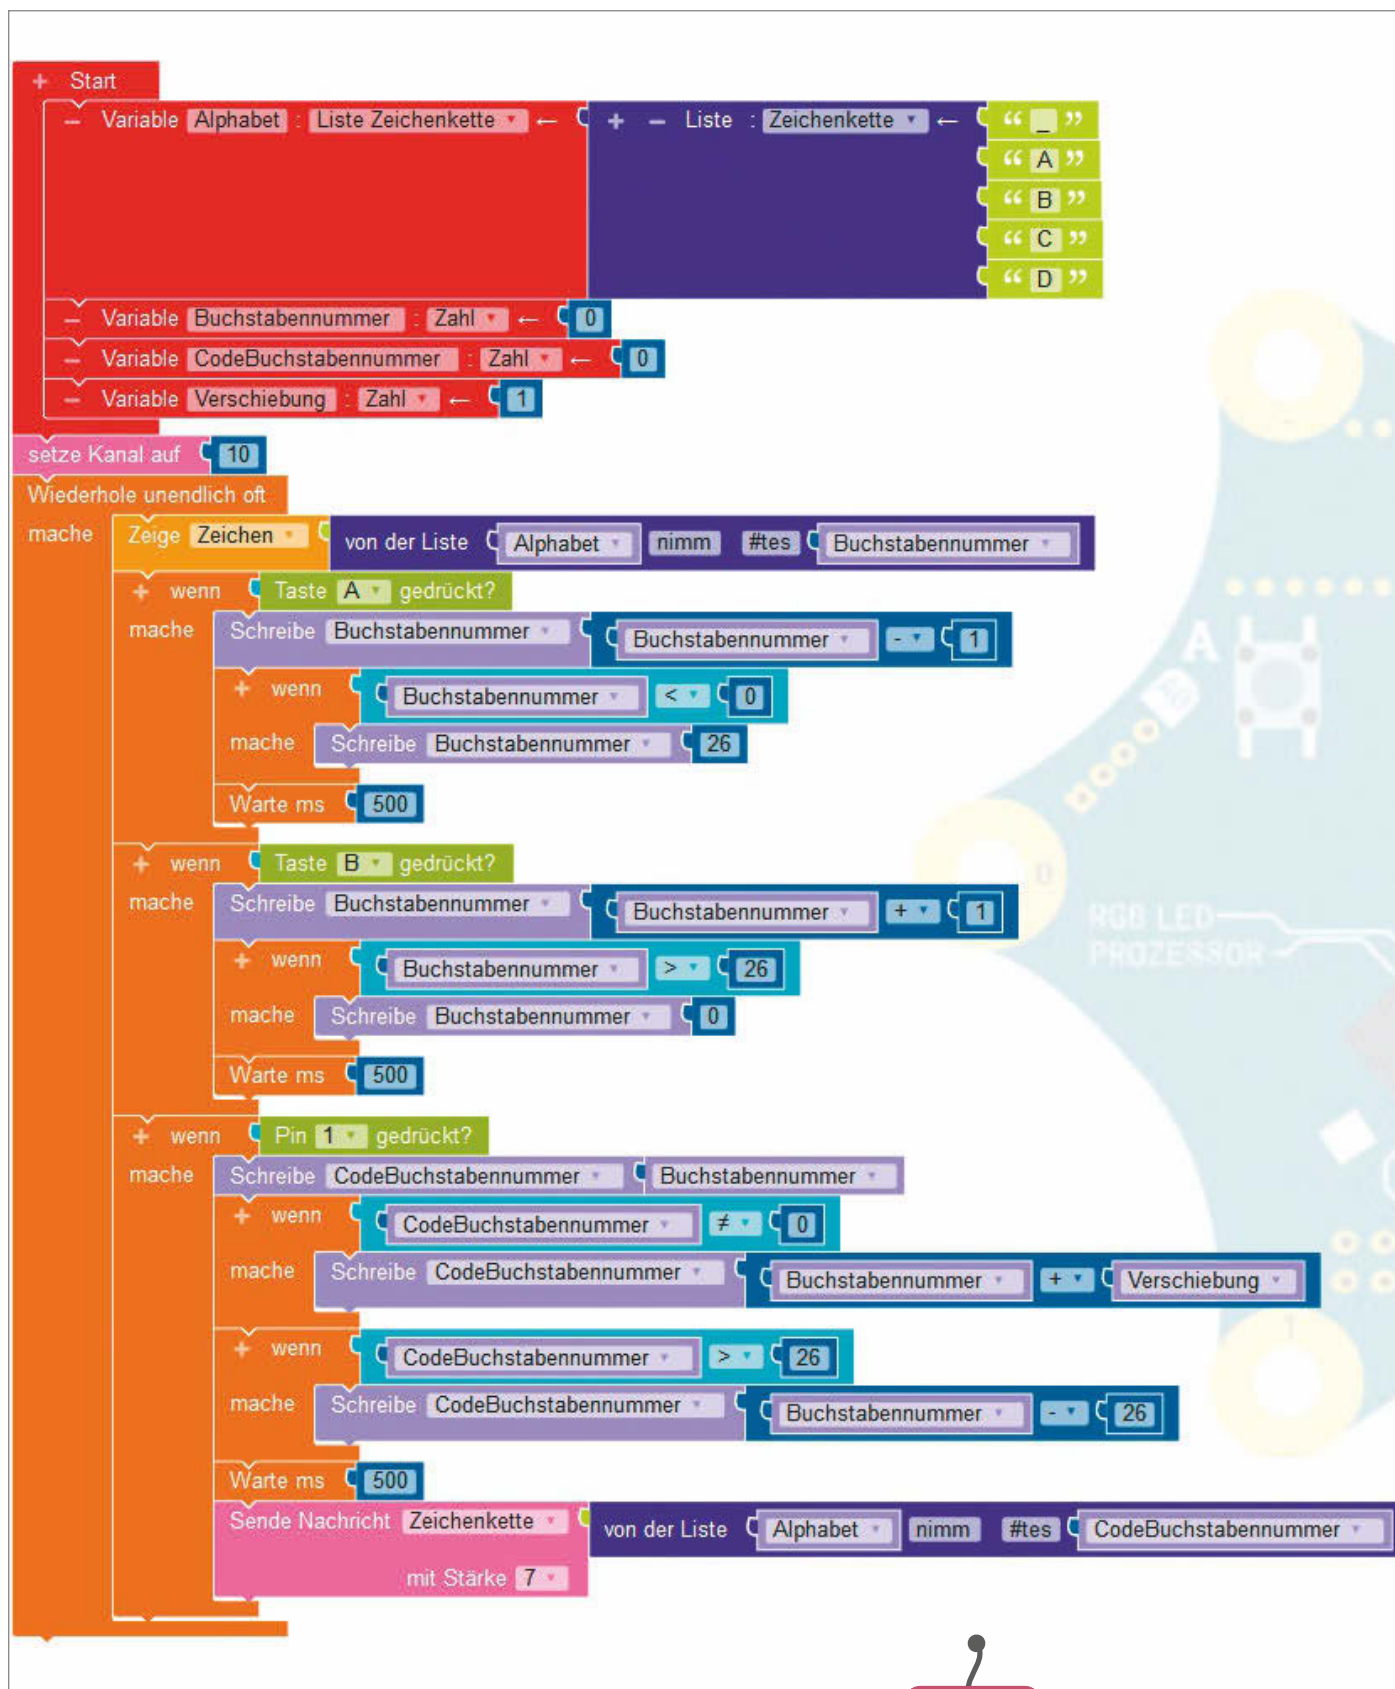 + Start
− Variable Alphabet : Liste Zeichenkette ← + − Liste : Zeichenkette ← “ _ ”
“ A ”
“ B ”
“ C ”
“ D ”
− Variable Buchstabennummer : Zahl ← 0
− Variable CodeBuchstabennummer : Zahl ← 0
− Variable Verschiebung : Zahl ← 1
setze Kanal auf 10
Wiederhole unendlich oft
mache Zeige Zeichen von der Liste Alphabet nimm #tes Buchstabennummer
+ wenn Taste A gedrückt?
mache Schreibe Buchstabennummer Buchstabennummer - 1
+ wenn Buchstabennummer < 0
mache Schreibe Buchstabennummer 26
Warte ms 500
+ wenn Taste B gedrückt?
mache Schreibe Buchstabennummer Buchstabennummer + 1
+ wenn Buchstabennummer > 26
mache Schreibe Buchstabennummer 0
Warte ms 500
+ wenn Pin 1 gedrückt?
mache Schreibe CodeBuchstabennummer Buchstabennummer
+ wenn CodeBuchstabennummer ≠ 0
mache Schreibe CodeBuchstabennummer Buchstabennummer + Verschiebung
+ wenn CodeBuchstabennummer > 26
mache Schreibe CodeBuchstabennummer Buchstabennummer - 26
Warte ms 500
Sende Nachricht Zeichenkette von der Liste Alphabet nimm #tes CodeBuchstabennummer
mit Stärke 7
A
A0
0
RGB LED
PROZESSOR
1